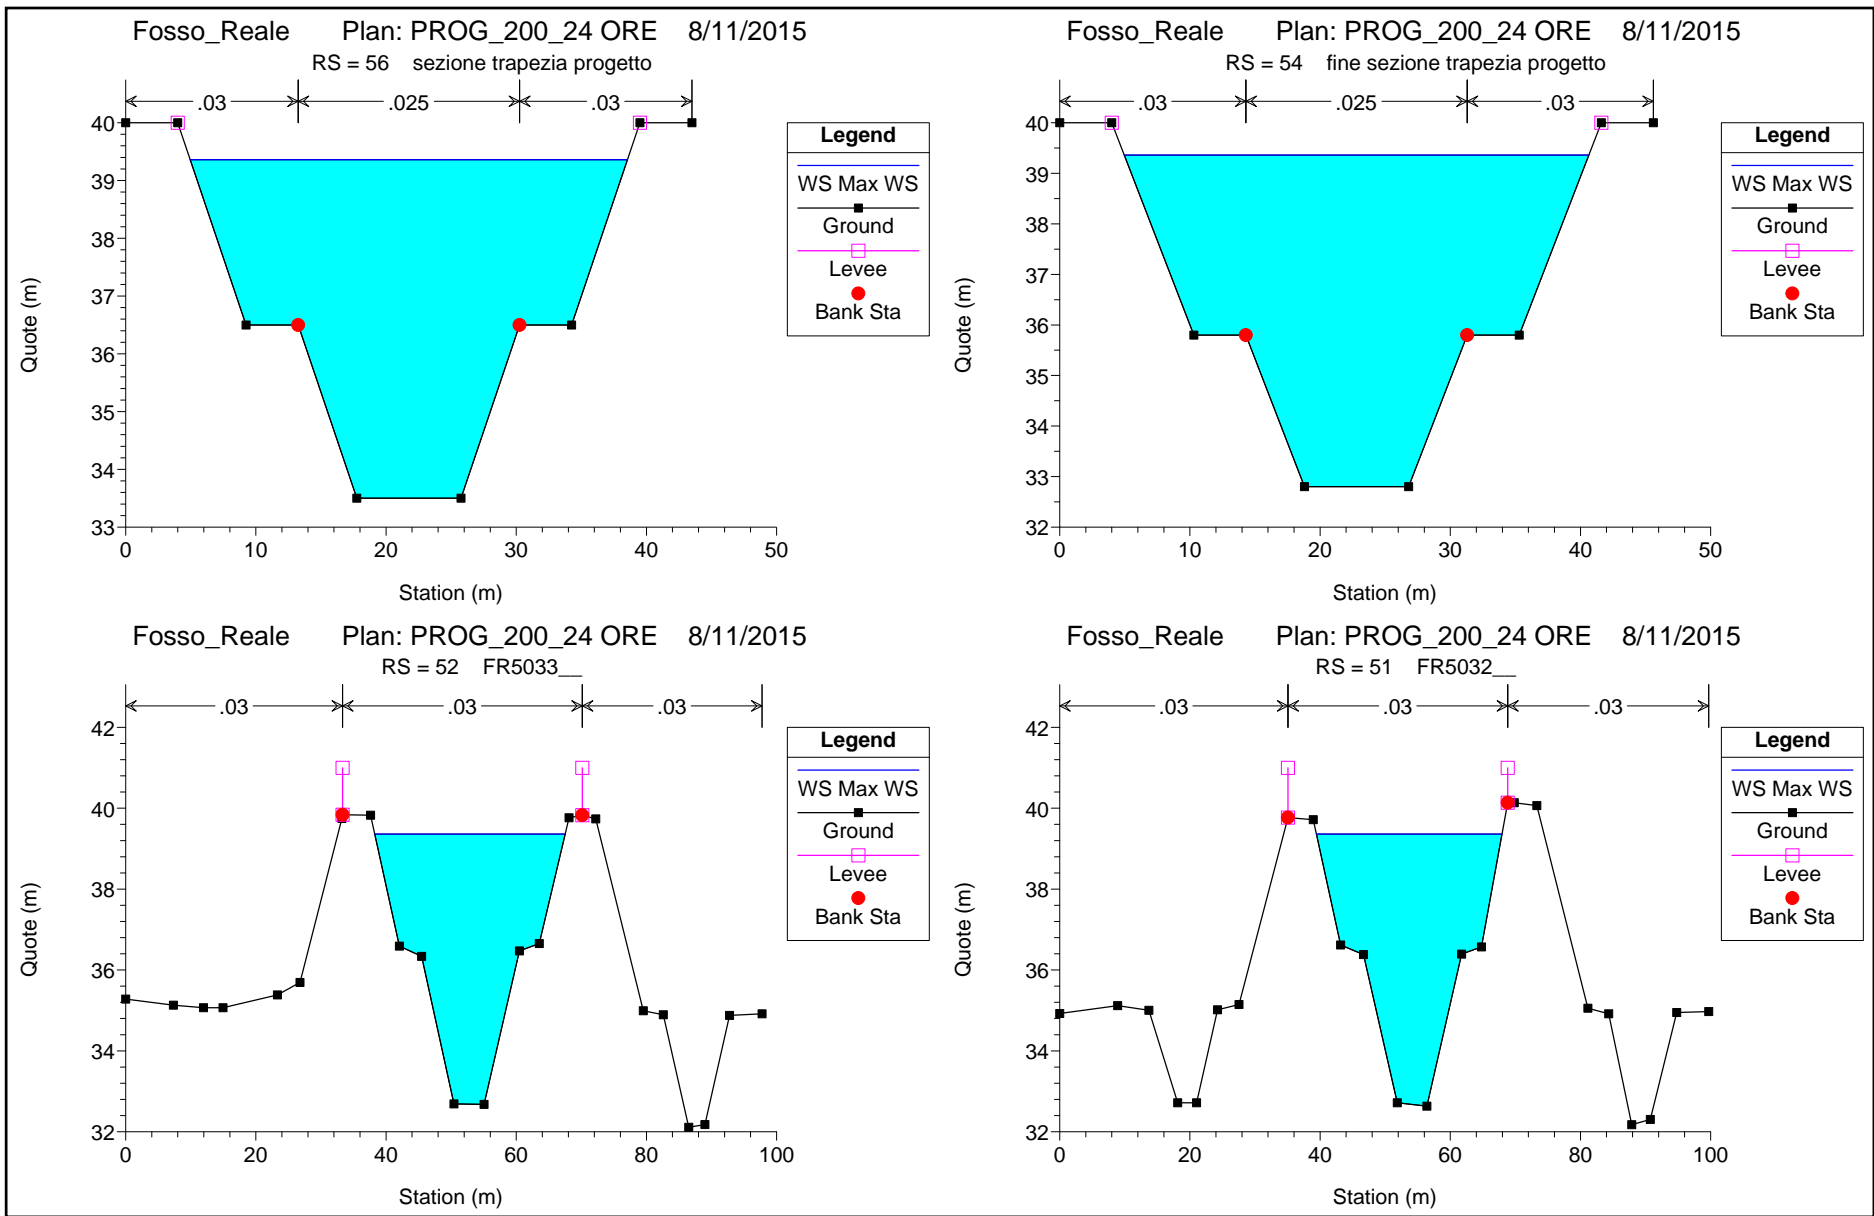 Fosso_Reale Plan: PROG_200_24 ORE 8/11/2015
RS = 56 sezione trapezia progetto
.03 .025 .03
40
39
38
37
36
35
34
33
0 10 20 30 40 50
Quote (m)
Station (m)
Legend
WS Max WS
Ground
Levee
Bank Sta
Fosso_Reale Plan: PROG_200_24 ORE 8/11/2015
RS = 54 fine sezione trapezia progetto
.03 .025 .03
40
39
38
37
36
35
34
33
32
0 10 20 30 40 50
Quote (m)
Station (m)
Legend
WS Max WS
Ground
Levee
Bank Sta
Fosso_Reale Plan: PROG_200_24 ORE 8/11/2015
RS = 52 FR5033__
.03 .03 .03
42
40
38
36
34
32
0 20 40 60 80 100
Quote (m)
Station (m)
Legend
WS Max WS
Ground
Levee
Bank Sta
Fosso_Reale Plan: PROG_200_24 ORE 8/11/2015
RS = 51 FR5032__
.03 .03 .03
42
40
38
36
34
32
0 20 40 60 80 100
Quote (m)
Station (m)
Legend
WS Max WS
Ground
Levee
Bank Sta